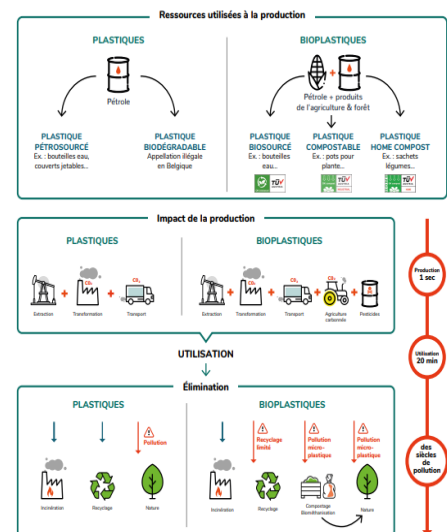 Ressources utilisées à la production
PLASTIQUES
BIOPLASTIQUES
Pétrole
Pétrole + produits
de l'agriculture & forêt
PLASTIQUE
PÉTROSOURCÉ
Ex. : bouteilles eau,
couverts jetables...
PLASTIQUE
BIODÉGRADABLE
Appellation illégale
en Belgique
PLASTIQUE
BIOSOURCÉ
Ex. : bouteilles
eau...
PLASTIQUE
COMPOSTABLE
Ex. : pots pour
plante...
PLASTIQUE
HOME COMPOST
Ex. : sachets
légumes...
TÜV
TÜV
TÜV
Impact de la production
PLASTIQUES
BIOPLASTIQUES
CO₂
CO₂
CO₂
CO₂
CO₂
Extraction
Transformation
Transport
Extraction
Transformation
Transport
Agriculture
carbonée
Pesticides
Production
1 sec
UTILISATION
Utilisation
20 min
Élimination
PLASTIQUES
BIOPLASTIQUES
Pollution
Recyclage
limité
Pollution
micro-
plastique
Pollution
micro-
plastique
des
siècles
de
pollution
Incinération
Recyclage
Nature
Incinération
Recyclage
Compostage
Biométhanisation
Nature